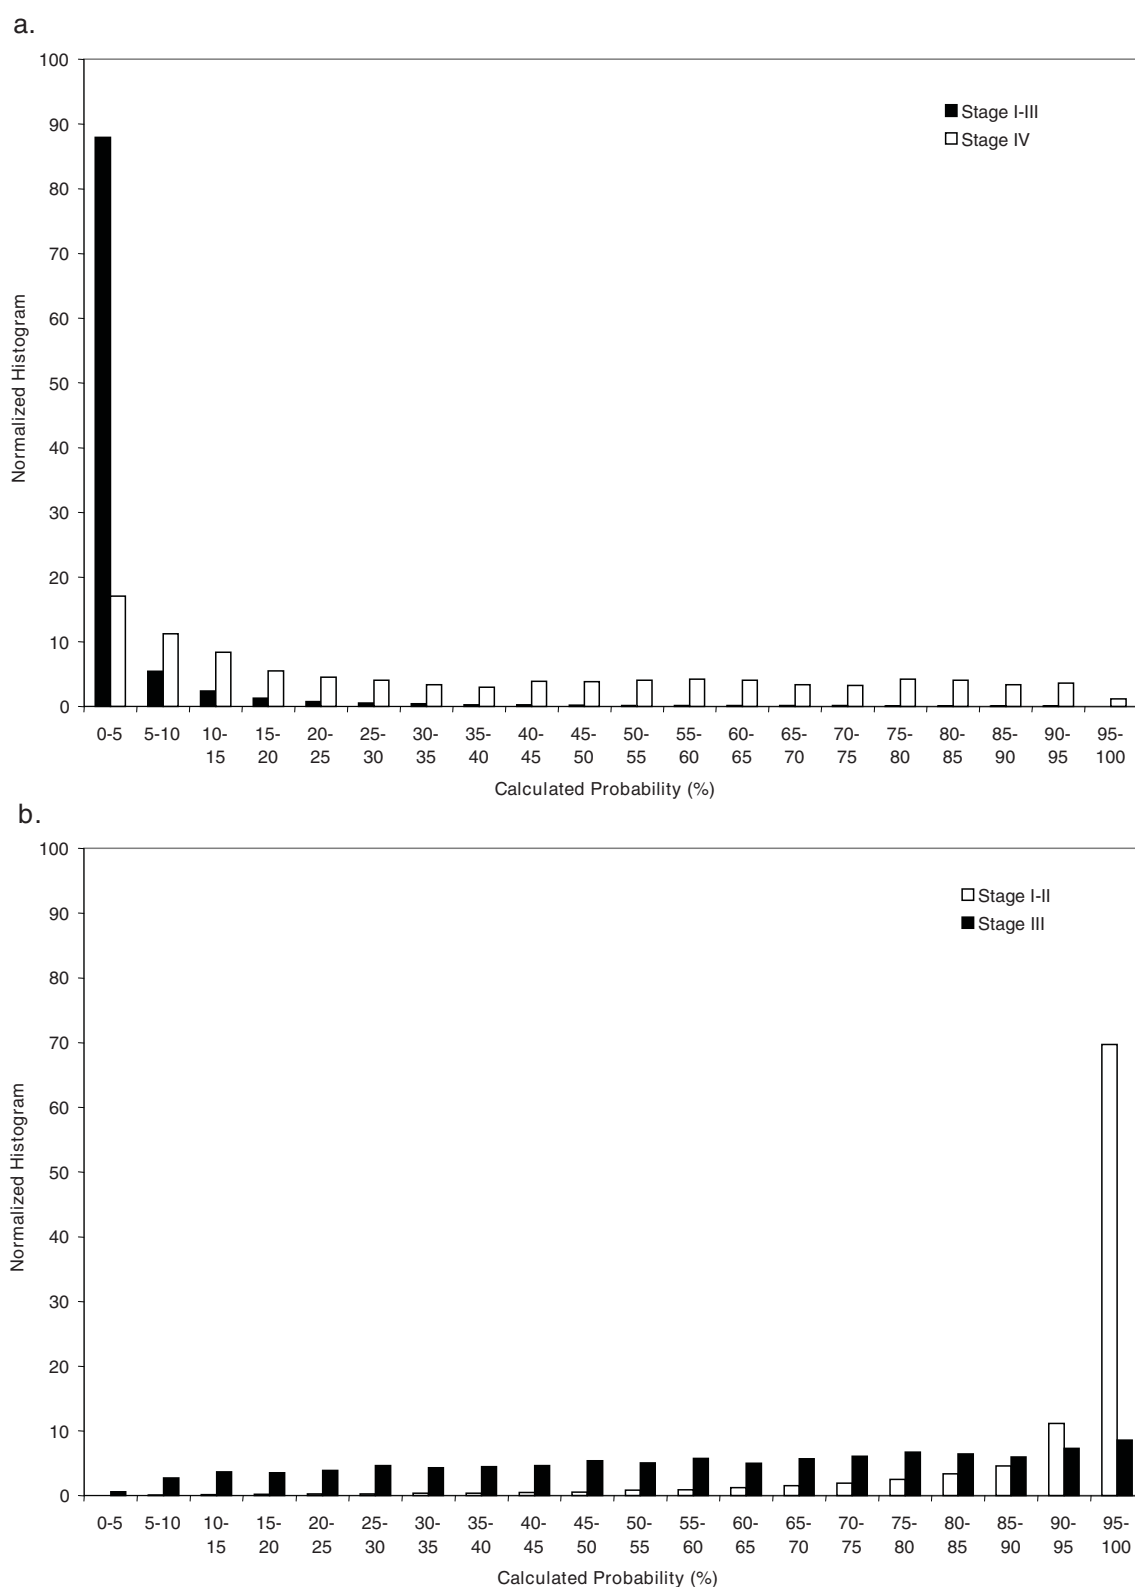 a.
100
90
80
70
60
50
40
30
20
10
0
Normalized Histogram
Stage I-III
Stage IV
0-5 5-10 10- 15- 20- 25- 30- 35- 40- 45- 50- 55- 60- 65- 70- 75- 80- 85- 90- 95-
15 20 25 30 35 40 45 50 55 60 65 70 75 80 85 90 95 100
Calculated Probability (%)
b.
100
90
80
70
60
50
40
30
20
10
0
Normalized Histogram
Stage I-II
Stage III
0-5 5-10 10- 15- 20- 25- 30- 35- 40- 45- 50- 55- 60- 65- 70- 75- 80- 85- 90- 95-
15 20 25 30 35 40 45 50 55 60 65 70 75 80 85 90 95 100
Calculated Probability (%)